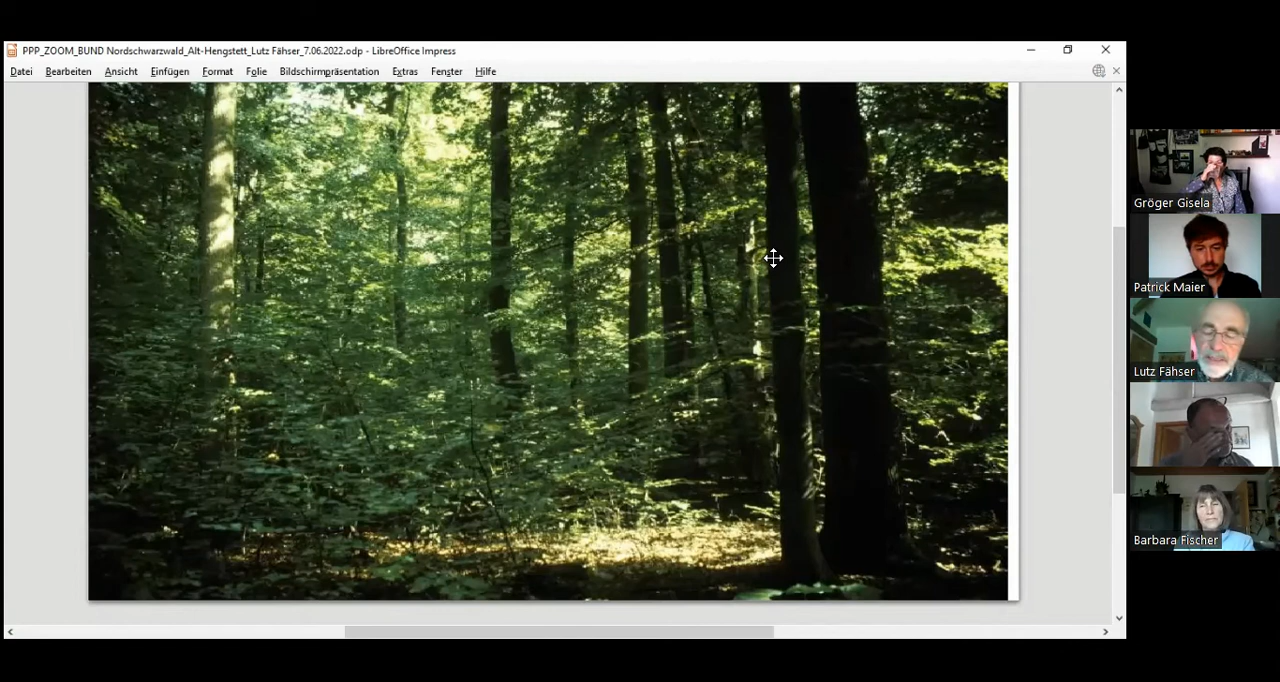 PPP_ZOOM_BUND Nordschwarzwald_Alt-Hengstett_Lutz Fähser_7.06.2022.odp - LibreOffice Impress
Datei Bearbeiten Ansicht Einfügen Format Folie Bildschirmpräsentation Extras Fenster Hilfe
Gröger Gisela
Patrick Maier
Lutz Fähser
Barbara Fischer